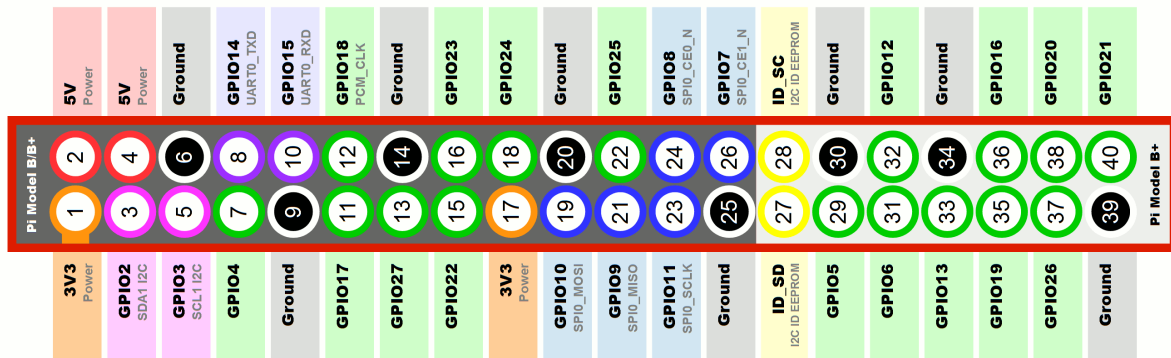 5V
Power
5V
Power
Ground
GPIO14
UART0_TXD
GPIO15
UART0_RXD
GPIO18
PCM_CLK
Ground
GPIO23
GPIO24
Ground
GPIO25
GPIO8
SPI0_CE0_N
GPIO7
SPI0_CE1_N
ID_SC
I2C ID EEPROM
Ground
GPIO12
Ground
GPIO16
GPIO20
GPIO21
Pi Model B/B+
2 4 6 8 10 12 14 16 18 20 22 24 26 28 30 32 34 36 38 40
1 3 5 7 9 11 13 15 17 19 21 23 25 27 29 31 33 35 37 39
Pi Model B+
3V3
Power
GPIO2
SDA1 I2C
GPIO3
SCL1 I2C
GPIO4
Ground
GPIO17
GPIO27
GPIO22
3V3
Power
GPIO10
SPI0_MOSI
GPIO9
SPI0_MISO
GPIO11
SPI0_SCLK
Ground
ID_SD
I2C ID EEPROM
GPIO5
GPIO6
GPIO13
GPIO19
GPIO26
Ground